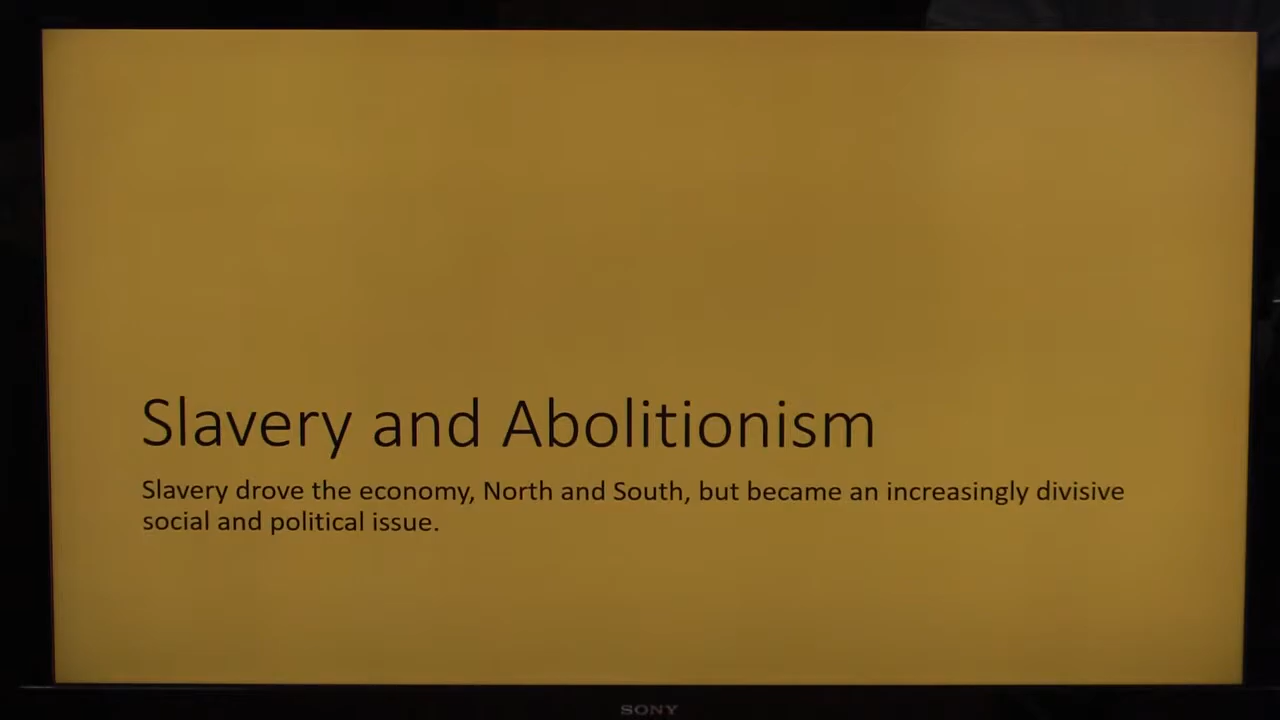 Slavery and Abolitionism
Slavery drove the economy, North and South, but became an increasingly divisive
social and political issue.
SONY